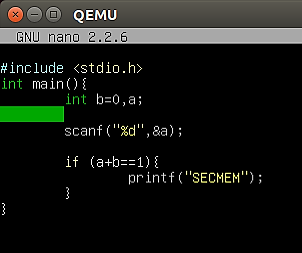 QEMU
GNU nano 2.2.6
#include <stdio.h>
int main(){
int b=0,a;
scanf("%d",&a);
if (a+b==1){
printf("SECMEM");
}
}